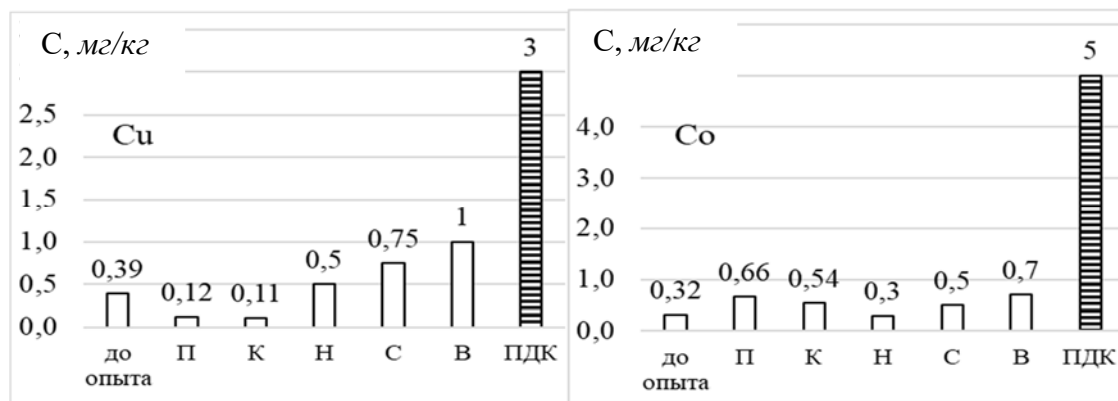 С, мг/кг
3
2,5
Cu
2,0
1,5
1
1,0
0,75
0,5
0,39
0,5
0,12
0,11
0,0
до опыта
П
К
Н
С
В
ПДК
С, мг/кг
5
4,0
Co
3,0
2,0
1,0
0,66
0,54
0,7
0,32
0,3
0,5
0,0
до опыта
П
К
Н
С
В
ПДК